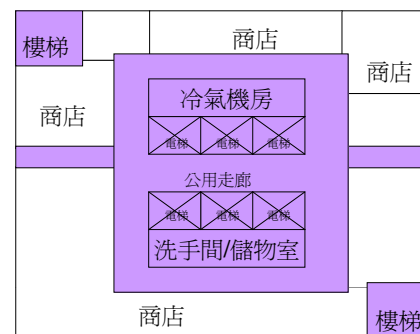 樓梯
商店
商店
商店
冷氣機房
電梯 電梯 電梯
公用走廊
電梯 電梯 電梯
洗手間/儲物室
商店
樓梯